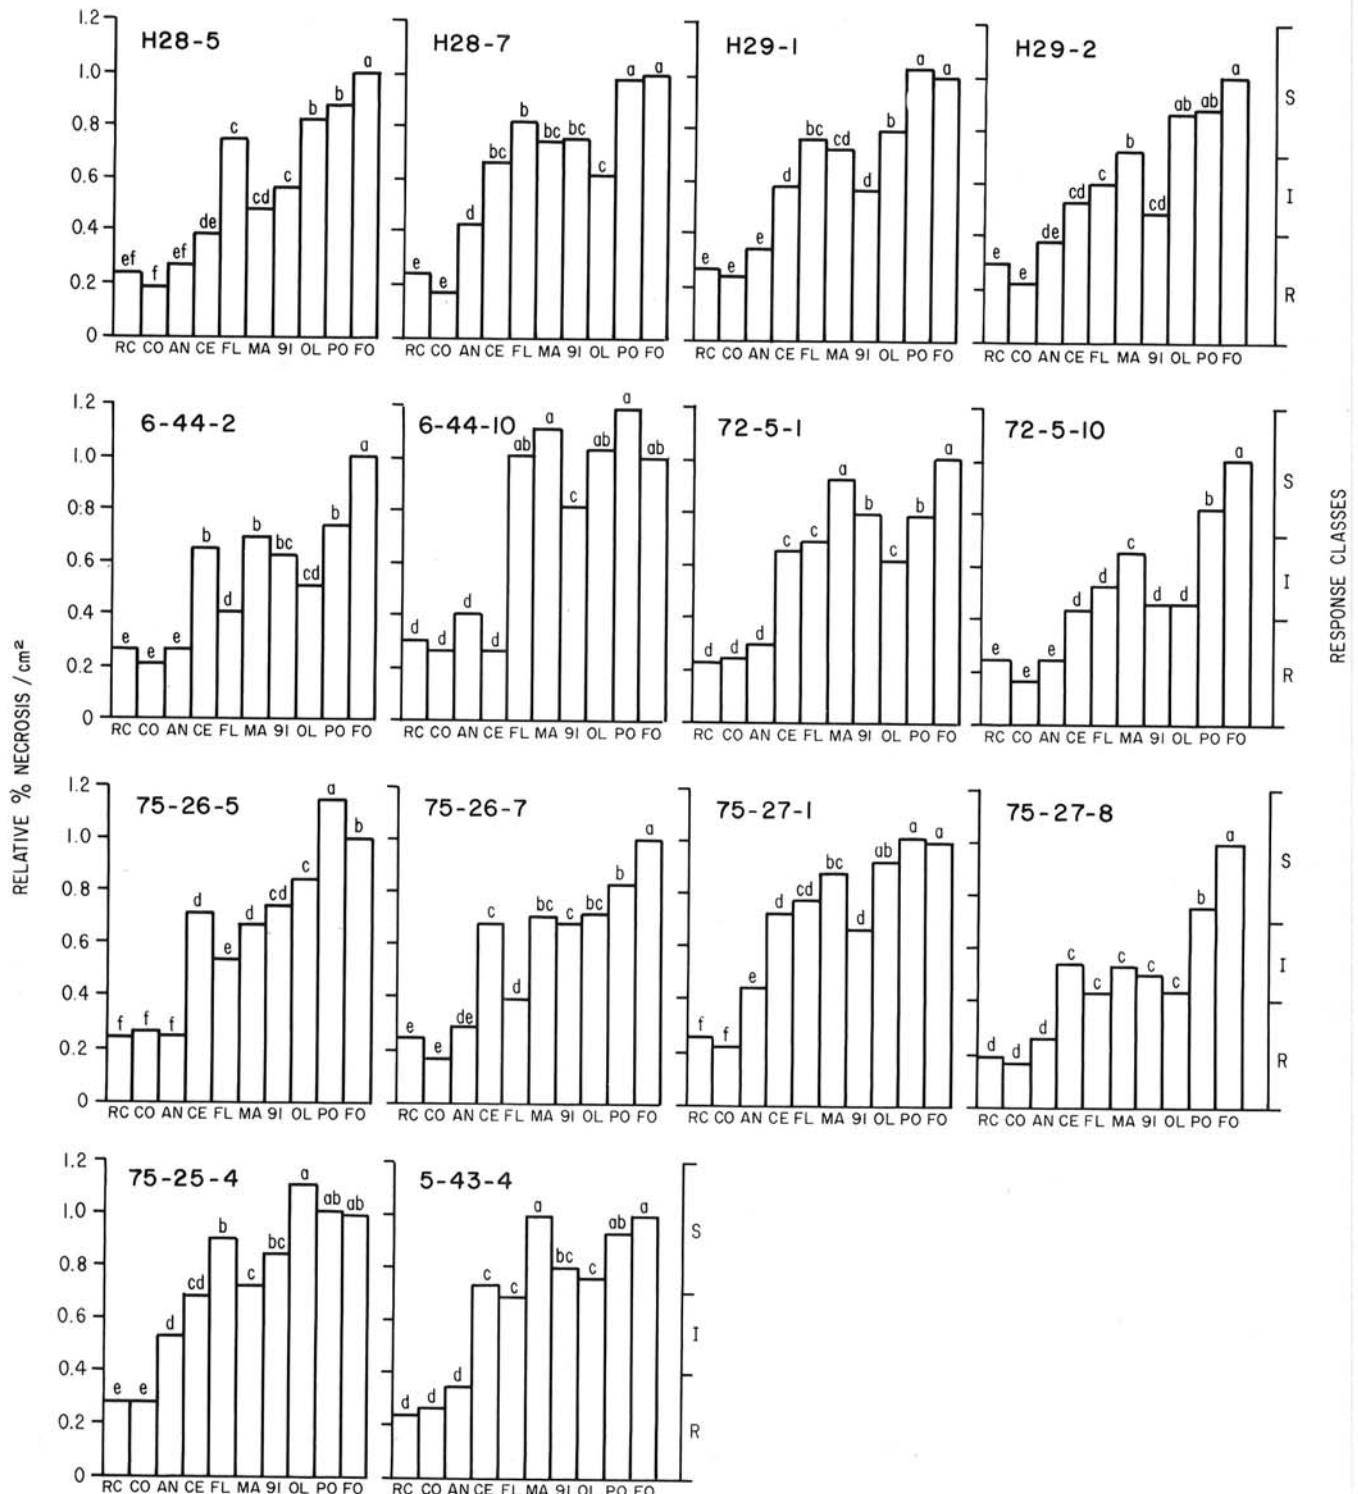 RELATIVE % NECROSIS / cm²
RESPONSE CLASSES
H28-5
1.2
1.0
0.8
0.6
0.4
0.2
0
ef f ef de c cd c b b a
RC CO AN CE FL MA 91 OL PO FO
H28-7
e e d bc b bc bc c a a
RC CO AN CE FL MA 91 OL PO FO
H29-1
e e e d bc cd d b a a
RC CO AN CE FL MA 91 OL PO FO
H29-2
e e de cd c b cd ab ab a
RC CO AN CE FL MA 91 OL PO FO
S
I
R
6-44-2
1.2
1.0
0.8
0.6
0.4
0.2
0
e e e b d b bc cd b a
RC CO AN CE FL MA 91 OL PO FO
6-44-10
d d d d ab a c ab a ab
RC CO AN CE FL MA 91 OL PO FO
72-5-1
d d d c c a b c b a
RC CO AN CE FL MA 91 OL PO FO
72-5-10
e e e d d c d d b a
RC CO AN CE FL MA 91 OL PO FO
S
I
R
75-26-5
1.2
1.0
0.8
0.6
0.4
0.2
0
f f f d e d cd c a b
RC CO AN CE FL MA 91 OL PO FO
75-26-7
e e de c d bc c bc b a
RC CO AN CE FL MA 91 OL PO FO
75-27-1
f f e d cd bc d ab a a
RC CO AN CE FL MA 91 OL PO FO
75-27-8
d d d c c c c c b a
RC CO AN CE FL MA 91 OL PO FO
S
I
R
75-25-4
1.2
1.0
0.8
0.6
0.4
0.2
0
e e d cd b c bc a ab ab
RC CO AN CE FL MA 91 OL PO FO
5-43-4
d d d c c a bc c ab a
RC CO AN CE FL MA 91 OL PO FO
S
I
R